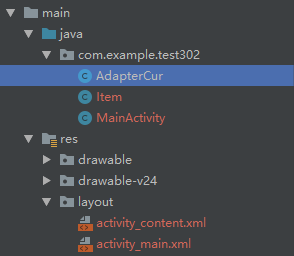 main
java
com.example.test302
AdapterCur
Item
MainActivity
res
drawable
drawable-v24
layout
activity_content.xml
activity_main.xml